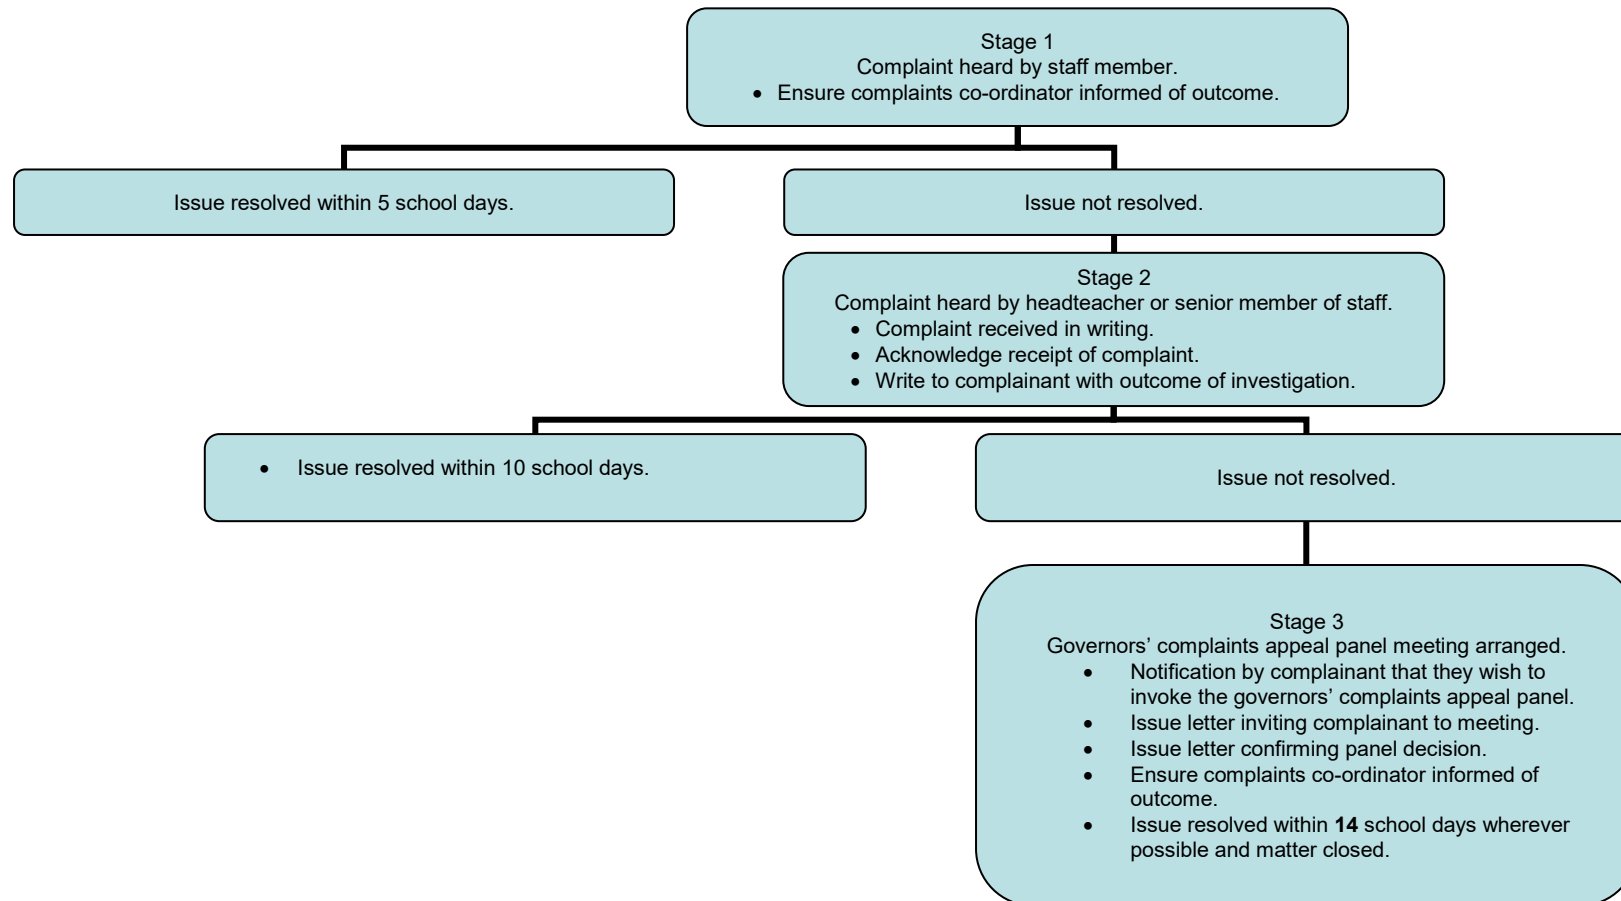 Stage 1
Complaint heard by staff member.
• Ensure complaints co-ordinator informed of outcome.
Issue resolved within 5 school days.
Issue not resolved.
Stage 2
Complaint heard by headteacher or senior member of staff.
• Complaint received in writing.
• Acknowledge receipt of complaint.
• Write to complainant with outcome of investigation.
• Issue resolved within 10 school days.
Issue not resolved.
Stage 3
Governors’ complaints appeal panel meeting arranged.
• Notification by complainant that they wish to
invoke the governors’ complaints appeal panel.
• Issue letter inviting complainant to meeting.
• Issue letter confirming panel decision.
• Ensure complaints co-ordinator informed of
outcome.
• Issue resolved within 14 school days wherever
possible and matter closed.